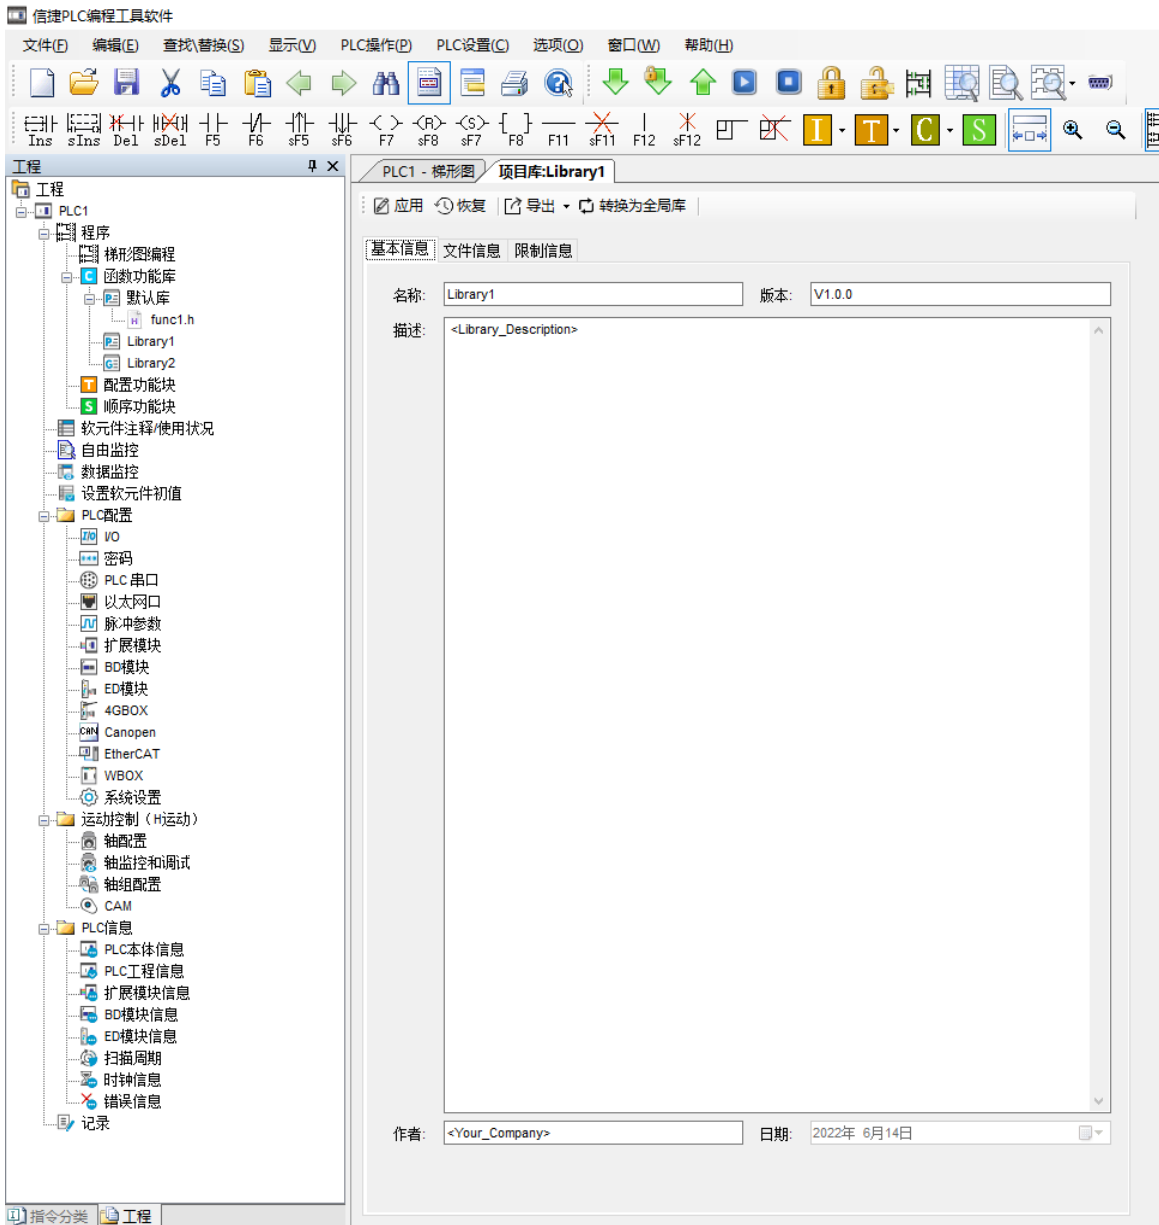 信捷PLC编程工具软件
文件(F) 编辑(E) 查找\替换(S) 显示(V) PLC操作(P) PLC设置(C) 选项(O) 窗口(W) 帮助(H)
Ins sIns Del sDel F5 F6 sF5 sF6 F7 sF8 sF7 F8 F11 sF11 F12 sF12 I T C S
工程
PLC1 - 梯形图 项目库:Library1
工程
PLC1
应用 恢复 导出 转换为全局库
程序
梯形图编程
基本信息 文件信息 限制信息
函数功能库
默认库
名称: Library1 版本: V1.0.0
func1.h
描述: <Library_Description>
Library1
Library2
配置功能块
顺序功能块
软元件注释/使用状况
自由监控
数据监控
设置软元件初值
PLC配置
I/O
密码
PLC 串口
以太网口
脉冲参数
扩展模块
BD模块
ED模块
4GBOX
Canopen
EtherCAT
WBOX
系统设置
运动控制（H运动）
轴配置
轴监控和调试
轴组配置
CAM
PLC信息
PLC本体信息
PLC工程信息
扩展模块信息
BD模块信息
ED模块信息
扫描周期
时钟信息
错误信息
记录
作者: <Your_Company> 日期: 2022年 6月14日
指令分类 工程